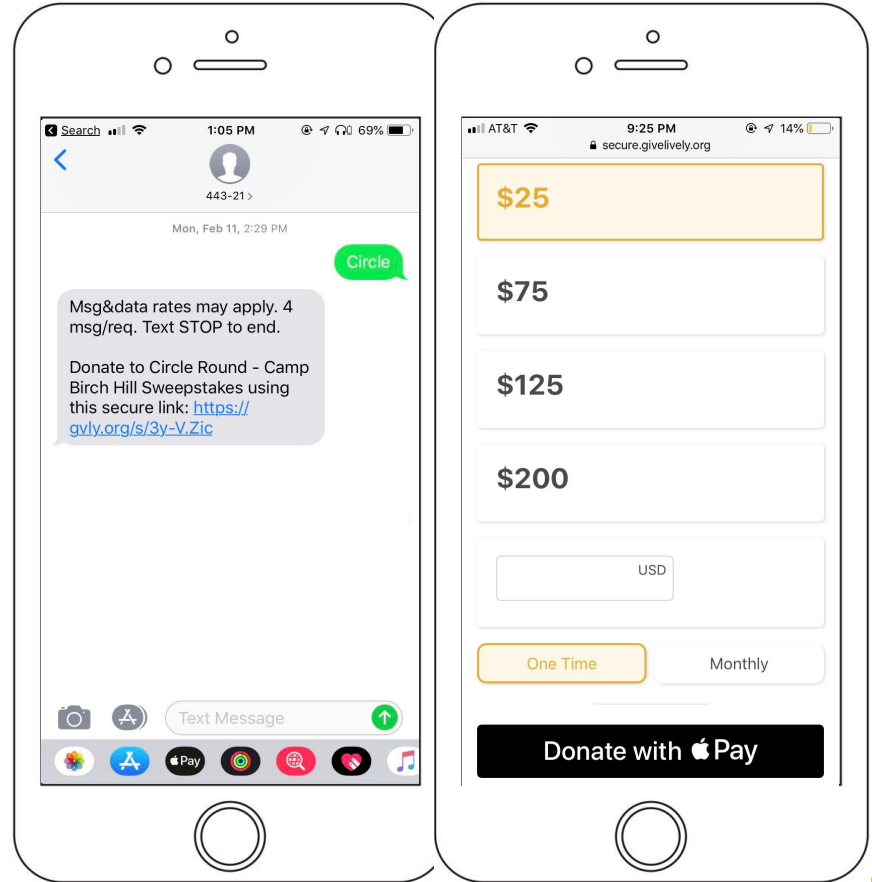 Search
1:05 PM
69%
443-21 >
Mon, Feb 11, 2:29 PM
Circle
Msg&data rates may apply. 4
msg/req. Text STOP to end.
Donate to Circle Round - Camp
Birch Hill Sweepstakes using
this secure link: https://
gvly.org/s/3y-V.Zic
Text Message
Pay
AT&T
9:25 PM
14%
secure.givelively.org
$25
$75
$125
$200
USD
One Time
Monthly
Donate with Pay